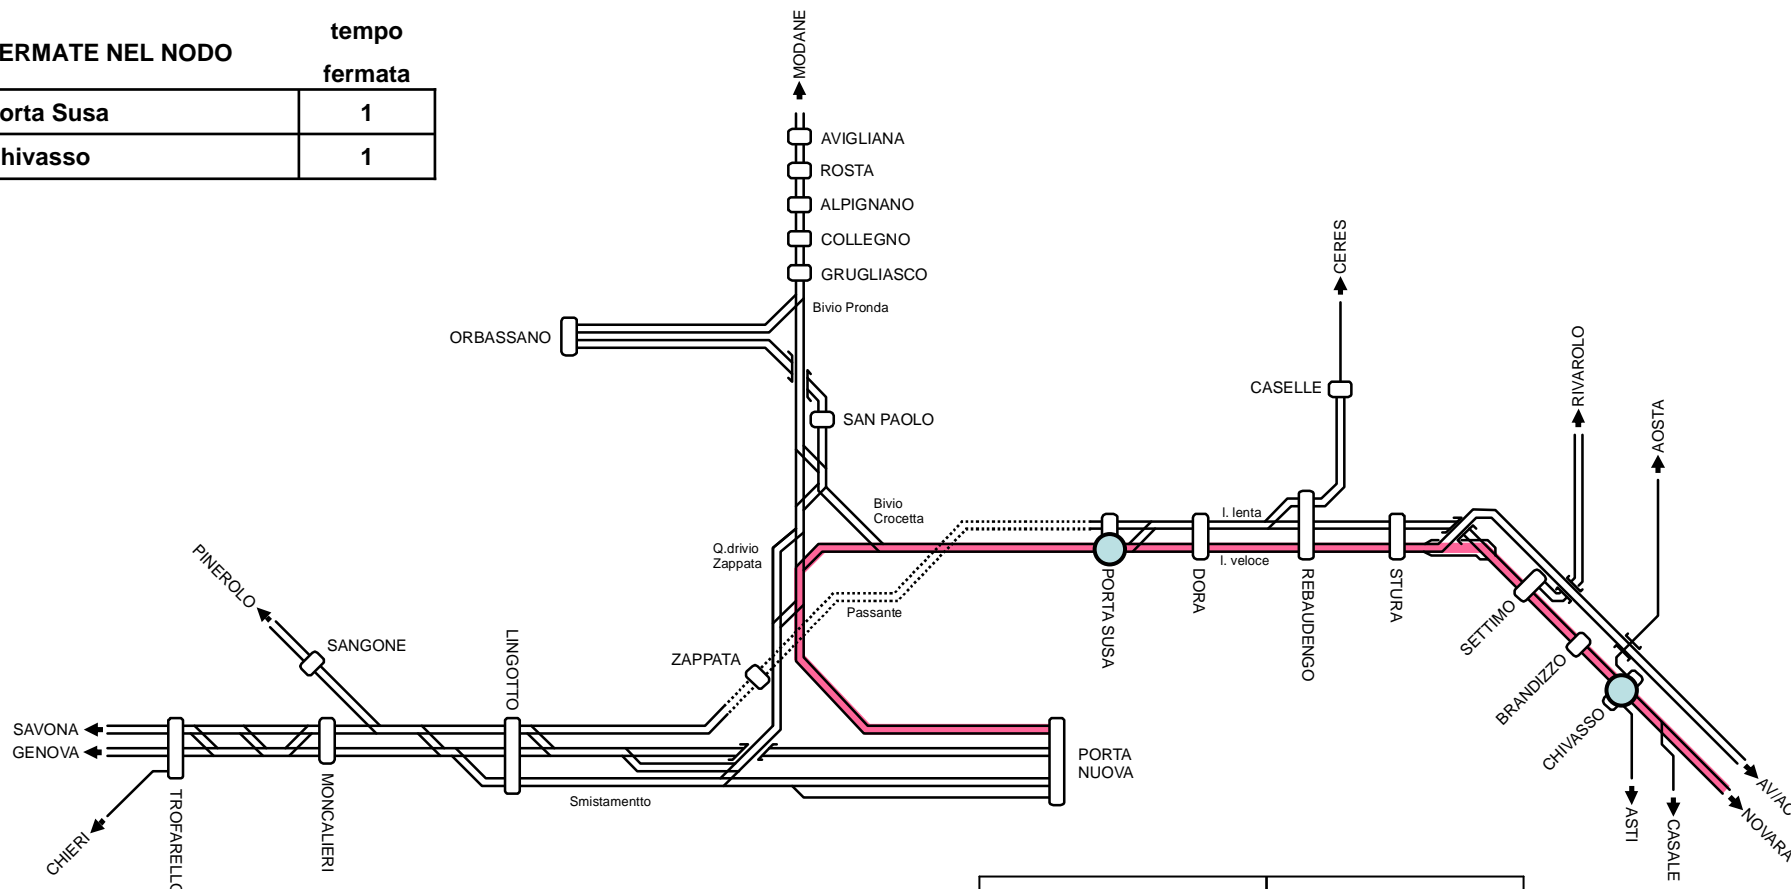 tempo
ERMATE NEL NODO
fermata
orta Susa 1
hivasso 1
MODANE
AVIGLIANA
ROSTA
ALPIGNANO
COLLEGNO
GRUGLIASCO
Bivio Pronda
ORBASSANO
SAN PAOLO
CERES
CASELLE
RIVAROLO
AOSTA
Bivio
Crocetta
l. lenta
l. veloce
Q.drivio
Zappata
Passante
PINEROLO
SANGONE
LINGOTTO
ZAPPATA
PORTA SUSA
DORA
REBAUDENGO
STURA
SETTIMO
BRANDIZZO
CHIVASSO
SAVONA
GENOVA
PORTA
NUOVA
Smistamentto
MONCALIERI
TROFARELLO
CHIERI
ASTI
CASALE
AV/AC
NOVARA